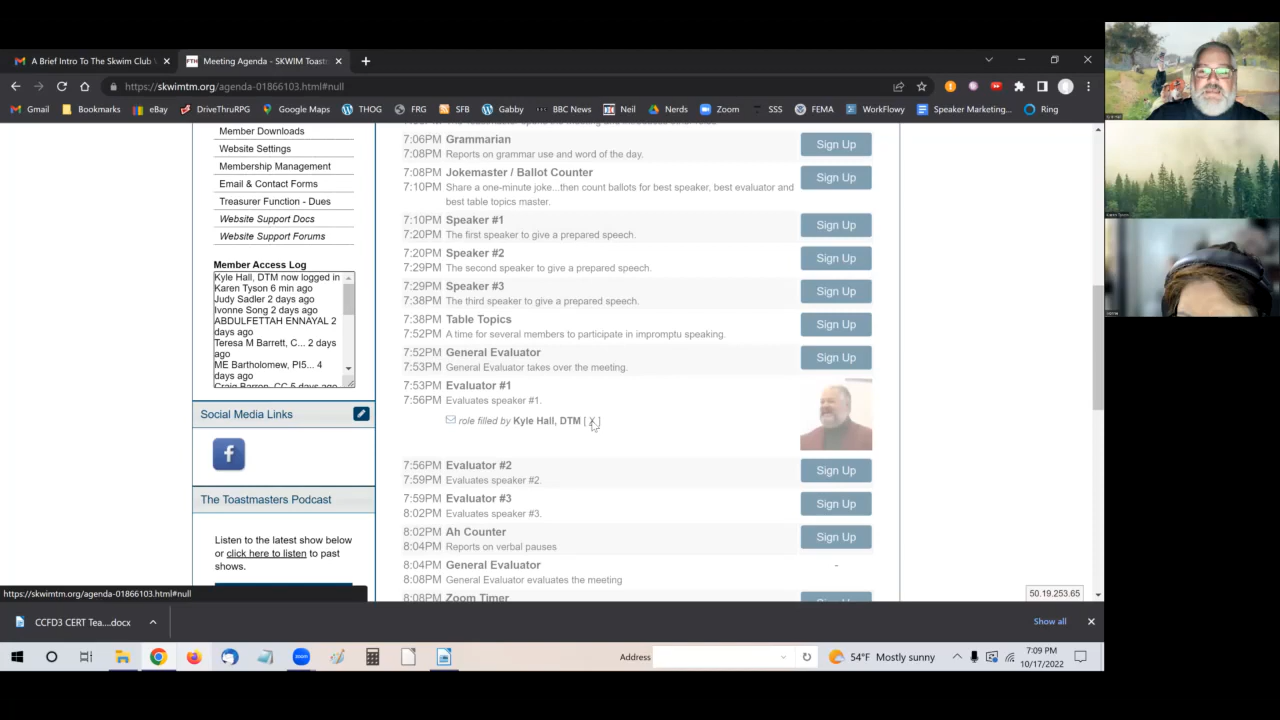 A Brief Intro To The Skwim Club
Meeting Agenda - SKWIM Toast
https://skwimtm.org/agenda-01866103.html#null
Gmail Bookmarks eBay DriveThruRPG Google Maps THOG FRG SFB Gabby BBC News Neil Nerds Zoom SSS FEMA WorkFlowy Speaker Marketing... Ring
Member Downloads
Website Settings
Membership Management
Email & Contact Forms
Treasurer Function - Dues
Website Support Docs
Website Support Forums
Member Access Log
Kyle Hall, DTM now logged in
Karen Tyson 6 min ago
Judy Sadler 2 days ago
Ivonne Song 2 days ago
ABDULFETTAH ENNAYAL 2
days ago
Teresa M Barrett, C... 2 days
ago
ME Bartholomew, PI5... 4
days ago
Craig Barron, CC 5 days ago
Social Media Links
The Toastmasters Podcast
Listen to the latest show below
or click here to listen to past
shows.
7:06PM Grammarian
7:08PM Reports on grammar use and word of the day.
Sign Up
7:08PM Jokemaster / Ballot Counter
7:10PM Share a one-minute joke...then count ballots for best speaker, best evaluator and
best table topics master.
Sign Up
7:10PM Speaker #1
7:20PM The first speaker to give a prepared speech.
Sign Up
7:20PM Speaker #2
7:29PM The second speaker to give a prepared speech.
Sign Up
7:29PM Speaker #3
7:38PM The third speaker to give a prepared speech.
Sign Up
7:38PM Table Topics
7:52PM A time for several members to participate in impromptu speaking.
Sign Up
7:52PM General Evaluator
7:53PM General Evaluator takes over the meeting.
Sign Up
7:53PM Evaluator #1
7:56PM Evaluates speaker #1.
role filled by Kyle Hall, DTM [ X ]
7:56PM Evaluator #2
7:59PM Evaluates speaker #2.
Sign Up
7:59PM Evaluator #3
8:02PM Evaluates speaker #3.
Sign Up
8:02PM Ah Counter
8:04PM Reports on verbal pauses
Sign Up
8:04PM General Evaluator -
8:08PM General Evaluator evaluates the meeting
8:08PM Zoom Timer
https://skwimtm.org/agenda-01866103.html#null
50.19.253.65
CCFD3 CERT Tea....docx
Show all
Address
54°F Mostly sunny
7:09 PM
10/17/2022